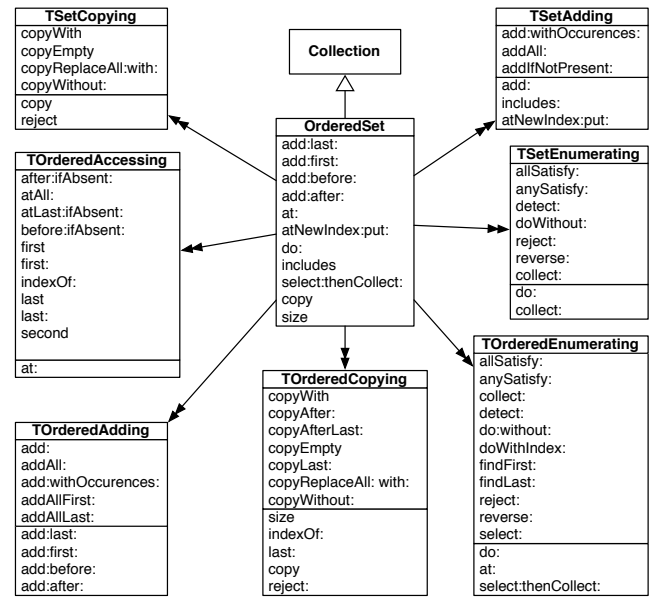 TSetCopying
copyWith
copyEmpty
copyReplaceAll:with:
copyWithout:
copy
reject
Collection
TSetAdding
add:withOccurences:
addAll:
addIfNotPresent:
add:
includes:
atNewIndex:put:
OrderedSet
add:last:
add:first:
add:before:
add:after:
at:
atNewIndex:put:
do:
includes
select:thenCollect:
copy
size
TOrderedAccessing
after:ifAbsent:
atAll:
atLast:ifAbsent:
before:ifAbsent:
first
first:
indexOf:
last
last:
second
at:
TSetEnumerating
allSatisfy:
anySatisfy:
detect:
doWithout:
reject:
reverse:
collect:
do:
collect:
TOrderedAdding
add:
addAll:
add:withOccurences:
addAllFirst:
addAllLast:
add:last:
add:first:
add:before:
add:after:
TOrderedCopying
copyWith
copyAfter:
copyAfterLast:
copyEmpty
copyLast:
copyReplaceAll: with:
copyWithout:
size
indexOf:
last:
copy
reject:
TOrderedEnumerating
allSatisfy:
anySatisfy:
collect:
detect:
do:without:
doWithIndex:
findFirst:
findLast:
reject:
reverse:
select:
do:
at:
select:thenCollect: